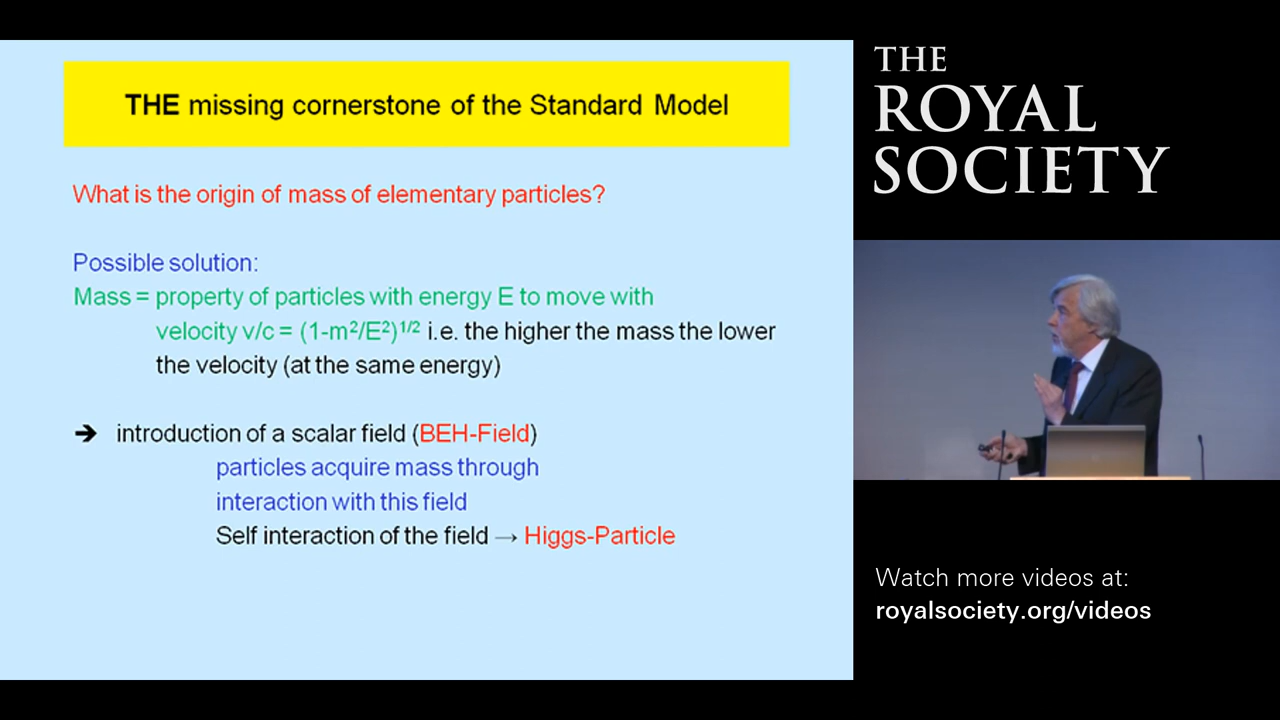 THE missing cornerstone of the Standard Model
What is the origin of mass of elementary particles?
Possible solution:
Mass = property of particles with energy E to move with
velocity v/c = (1-m²/E²)¹/² i.e. the higher the mass the lower
the velocity (at the same energy)
➔ introduction of a scalar field (BEH-Field)
particles acquire mass through
interaction with this field
Self interaction of the field → Higgs-Particle
THE
ROYAL
SOCIETY
Watch more videos at:
royalsociety.org/videos